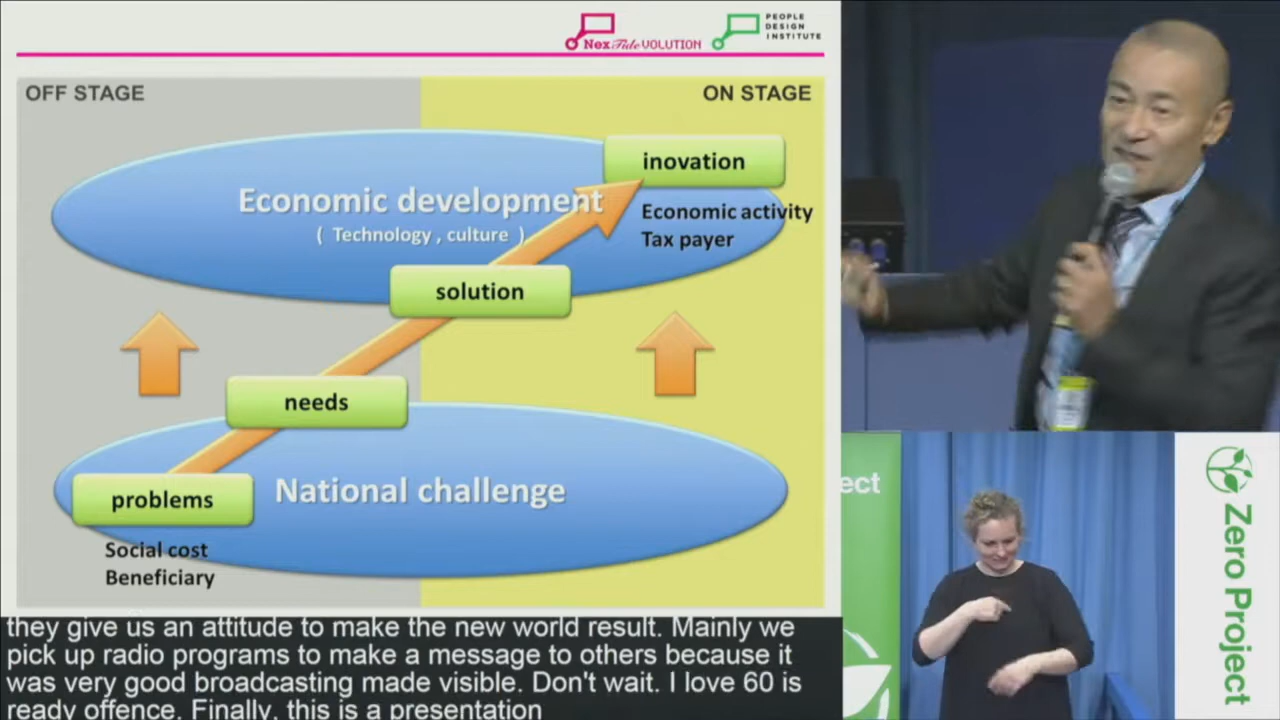 NexTideVOLUTION
PEOPLE
DESIGN
INSTITUTE
OFF STAGE
ON STAGE
inovation
Economic development
( Technology , culture )
Economic activity
Tax payer
solution
needs
problems
National challenge
Social cost
Beneficiary
they give us an attitude to make the new world result. Mainly we
pick up radio programs to make a message to others because it
was very good broadcasting made visible. Don't wait. I love 60 is
ready offence. Finally, this is a presentation
ect
Zero Project